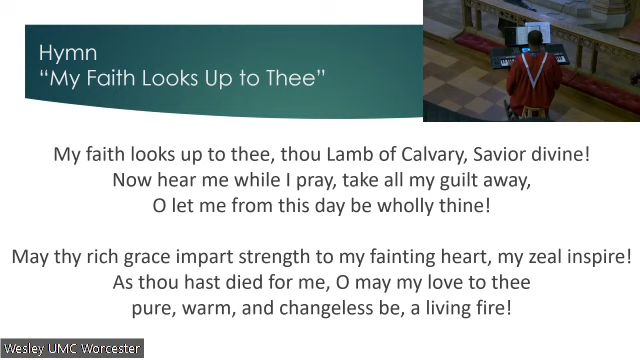 Hymn
“My Faith Looks Up to Thee”
My faith looks up to thee, thou Lamb of Calvary, Savior divine!
Now hear me while I pray, take all my guilt away,
O let me from this day be wholly thine!
May thy rich grace impart strength to my fainting heart, my zeal inspire!
As thou hast died for me, O may my love to thee
pure, warm, and changeless be, a living fire!
Wesley UMC Worcester